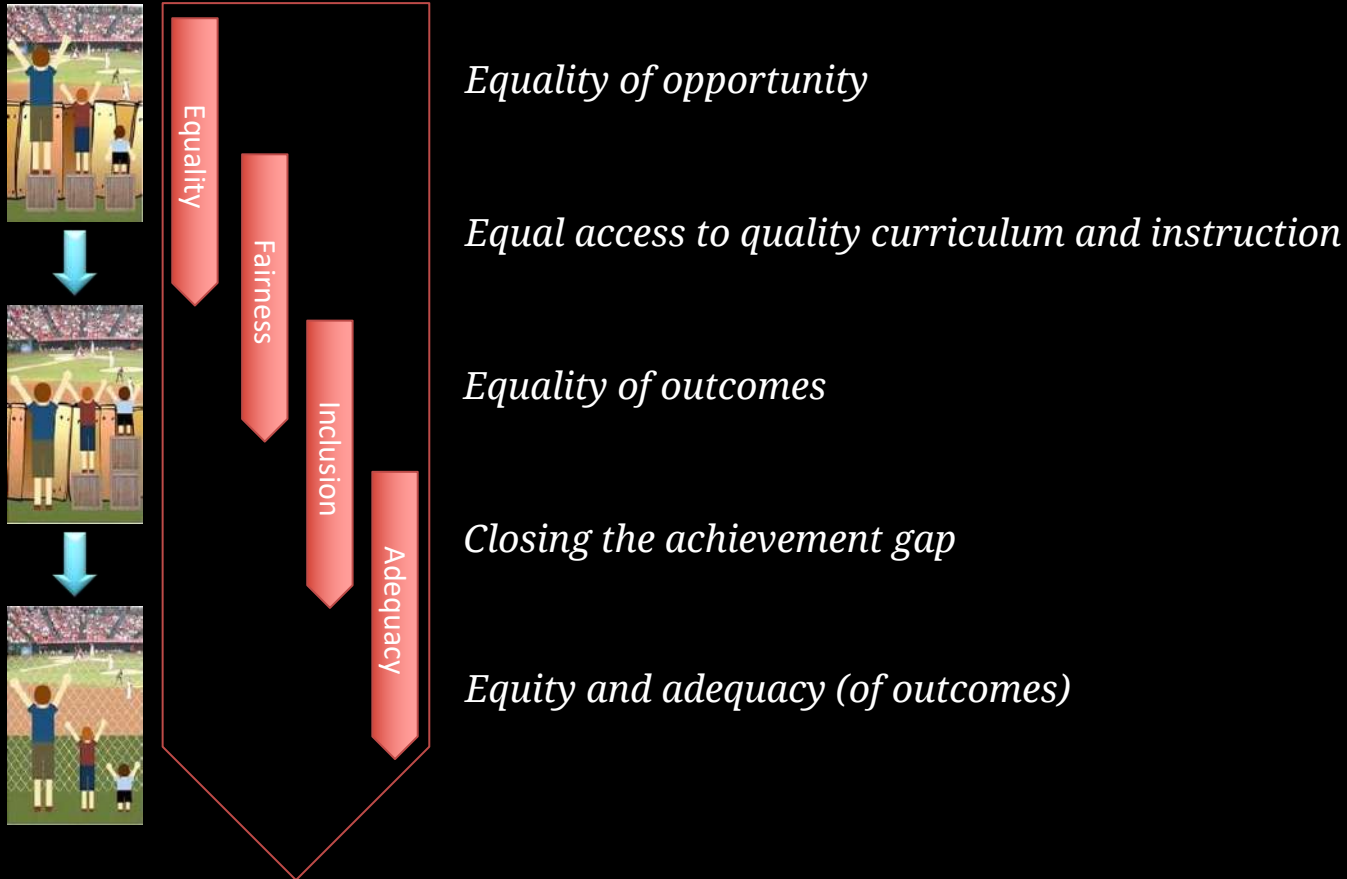 Equality
Fairness
Inclusion
Adequacy
Equality of opportunity
Equal access to quality curriculum and instruction
Equality of outcomes
Closing the achievement gap
Equity and adequacy (of outcomes)